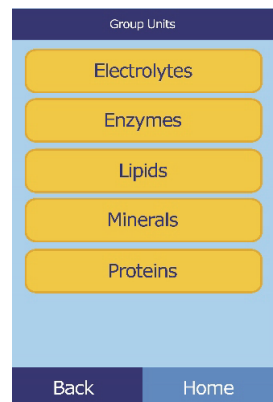 Group Units
Electrolytes
Enzymes
Lipids
Minerals
Proteins
Back Home